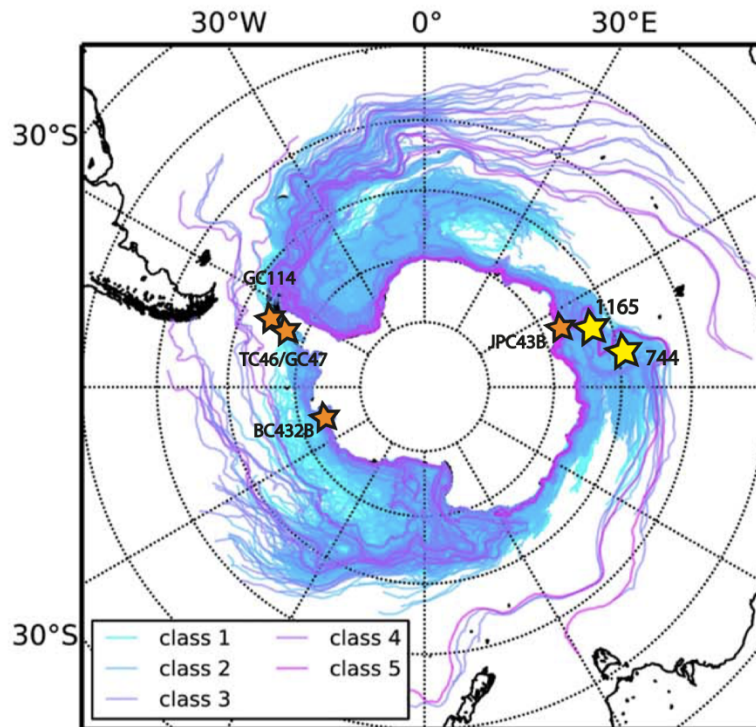 30°W 0° 30°E
30°S
GC114
1165
JPC43B
TC46/GC47
744
BC432B
30°S
class 1 class 4
class 2 class 5
class 3